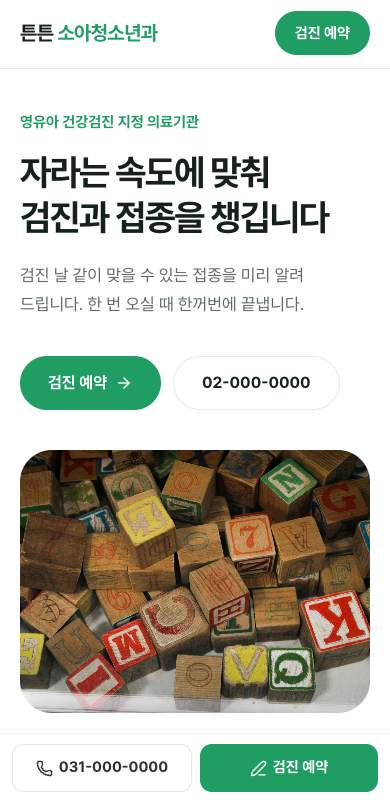 튼튼 소아청소년과
검진 예약
영유아 건강검진 지정 의료기관
자라는 속도에 맞춰
검진과 접종을 챙깁니다
검진 날 같이 맞을 수 있는 접종을 미리 알려
드립니다. 한 번 오실 때 한꺼번에 끝냅니다.
검진 예약
02-000-0000
N
G
7
A
C
E
K
M
V
Q
L
031-000-0000
검진 예약